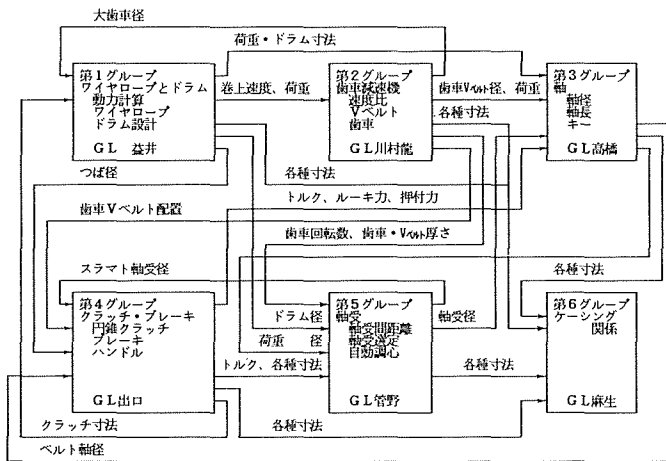 大歯車径
荷重・ドラム寸法
第1グループ
ワイヤロープとドラム
動力計算
ワイヤロープ
ドラム設計
GL 益井
巻上速度、荷重
第2グループ
歯車減速機
速度比
Vベルト
歯車
GL川村龍
歯車Vベルト径、荷重
各種寸法
第3グループ
軸
軸径
軸長
キー
GL高橋
つば径
各種寸法
トルク、ルーキ力、押付力
歯車Vベルト配置
歯車回転数、歯車・Vベルト厚さ
スラマト軸受径
各種寸法
第4グループ
クラッチ・ブレーキ
円錐クラッチ
ブレーキ
ハンドル
GL出口
ドラム径
荷重 径
トルク、各種寸法
第5グループ
軸受
軸受間距離
軸受選定
自動調心
GL管野
軸受径
各種寸法
第6グループ
ケーシング
関係
GL麻生
クラッチ寸法
各種寸法
ベルト軸径